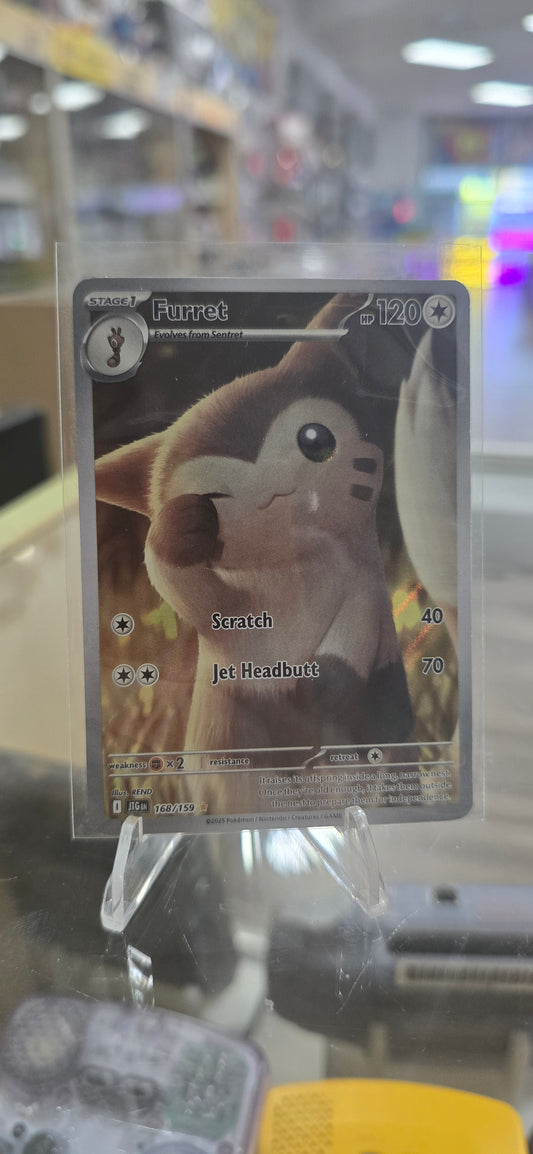 STAGE 1 Furret HP 120
Evolves from Sentret
Scratch 40
Jet Headbutt 70
weakness ×2 resistance retreat
It raises its offspring inside a long, narrow nest.
Once they're old enough, it takes them outside
the nest to prepare them for independence.
Illus. REND
I JTG EN 168/159
©2025 Pokémon / Nintendo / Creatures / GAME